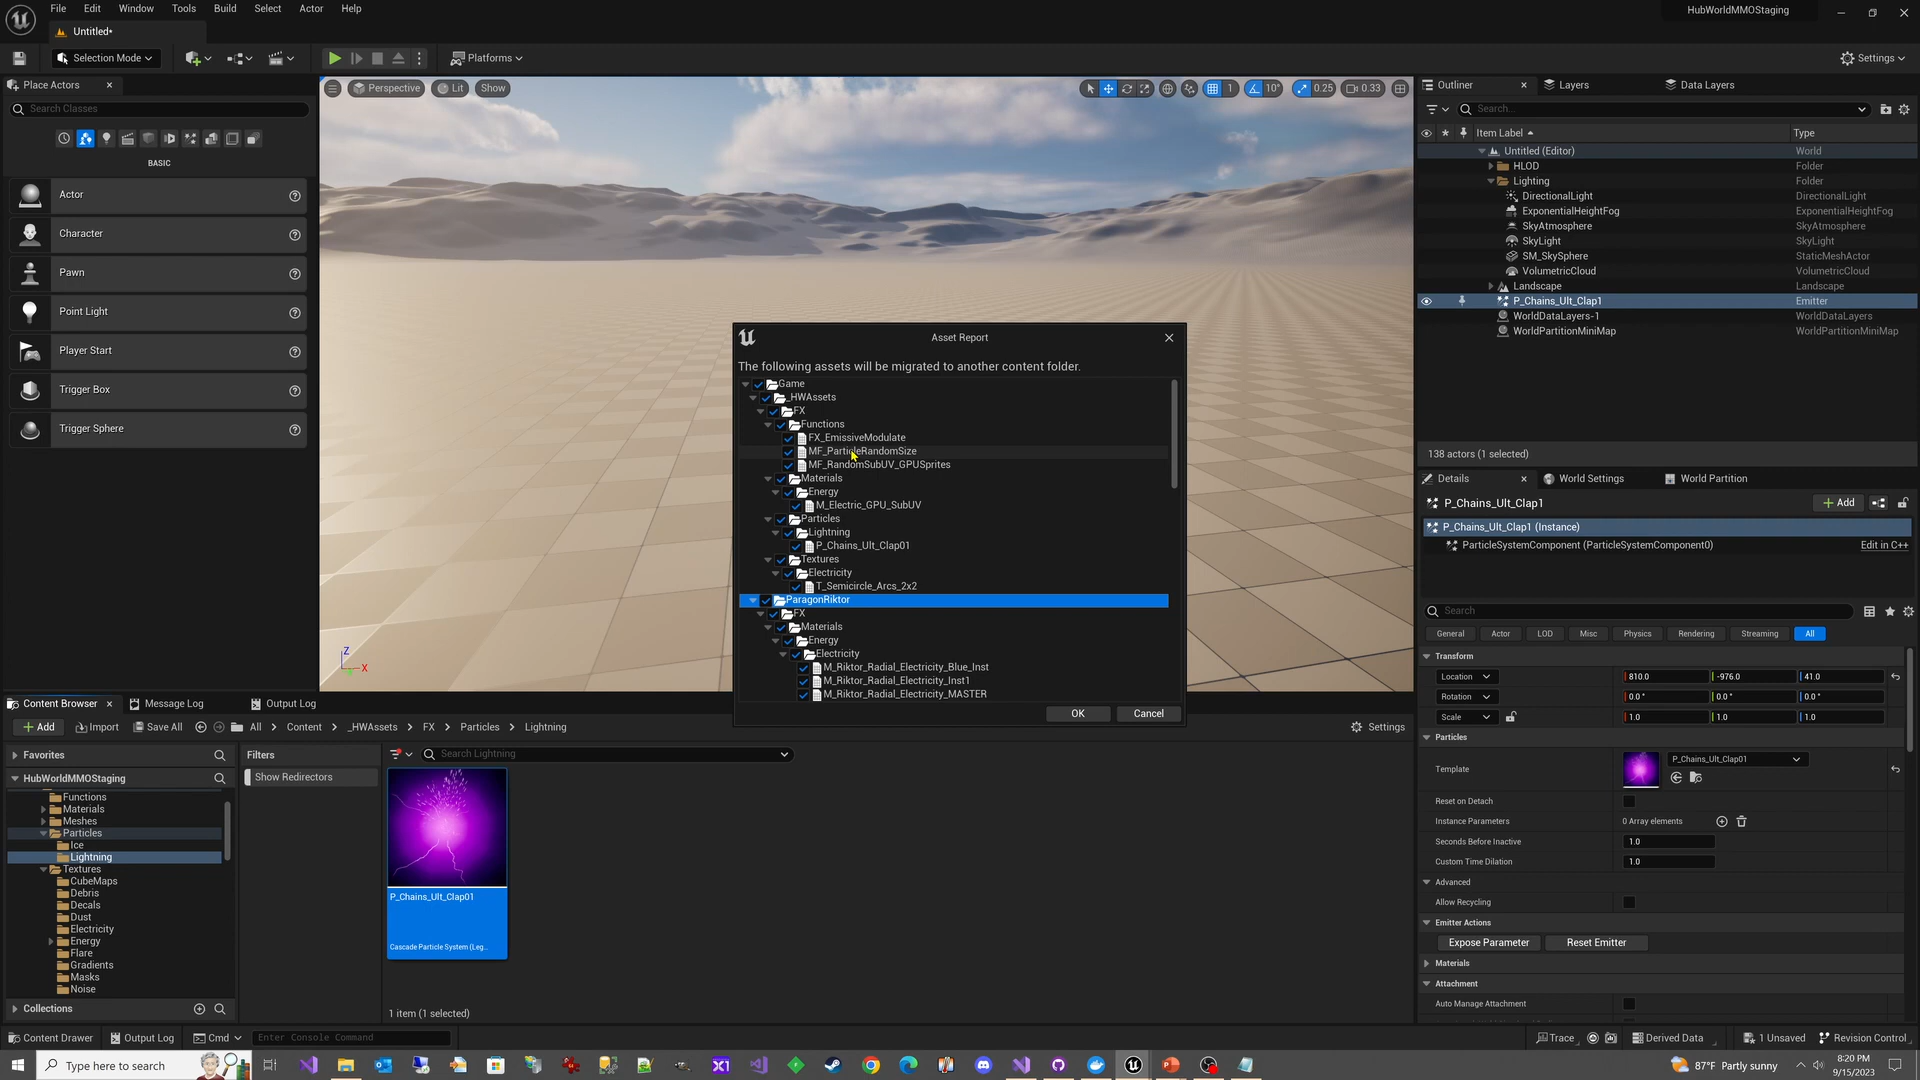 File Edit Window Tools Build Select Actor Help
HubWorldMMOStaging
Untitled*
Selection Mode
Platforms
Settings
Place Actors
Search Classes
BASIC
Actor
Character
Pawn
Point Light
Player Start
Trigger Box
Trigger Sphere
Perspective
Lit
Show
1
10°
0.25
0.33
Z
X
Asset Report
The following assets will be migrated to another content folder.
Game
_HWAssets
FX
Functions
FX_EmissiveModulate
MF_ParticleRandomSize
MF_RandomSubUV_GPUSprites
Materials
Energy
M_Electric_GPU_SubUV
Particles
Lightning
P_Chains_Ult_Clap01
Textures
Electricity
T_Semicircle_Arcs_2x2
ParagonRiktor
FX
Materials
Energy
Electricity
M_Riktor_Radial_Electricity_Blue_Inst
M_Riktor_Radial_Electricity_Inst1
M_Riktor_Radial_Electricity_MASTER
OK
Cancel
Outliner
Layers
Data Layers
Search...
Item Label
Type
Untitled (Editor) World
HLOD Folder
Lighting Folder
DirectionalLight DirectionalLight
ExponentialHeightFog ExponentialHeightFog
SkyAtmosphere SkyAtmosphere
SkyLight SkyLight
SM_SkySphere StaticMeshActor
VolumetricCloud VolumetricCloud
Landscape Landscape
P_Chains_Ult_Clap1 Emitter
WorldDataLayers-1 WorldDataLayers
WorldPartitionMiniMap WorldPartitionMiniMap
138 actors (1 selected)
Details
World Settings
World Partition
P_Chains_Ult_Clap1
Add
P_Chains_Ult_Clap1 (Instance)
ParticleSystemComponent (ParticleSystemComponent0)
Edit in C++
Search
General Actor LOD Misc Physics Rendering Streaming All
Transform
Location 810.0 -976.0 41.0
Rotation 0.0° 0.0° 0.0°
Scale 1.0 1.0 1.0
Particles
Template
P_Chains_Ult_Clap01
Reset on Detach
Instance Parameters 0 Array elements
Seconds Before Inactive 1.0
Custom Time Dilation 1.0
Advanced
Allow Recycling
Emitter Actions
Expose Parameter
Reset Emitter
Materials
Attachment
Auto Manage Attachment
Content Browser
Message Log
Output Log
Add
Import
Save All
All
Content
_HWAssets
FX
Particles
Lightning
Settings
Favorites
HubWorldMMOStaging
Functions
Materials
Meshes
Particles
Ice
Lightning
Textures
CubeMaps
Debris
Decals
Dust
Electricity
Energy
Flare
Gradients
Masks
Noise
Collections
Filters
Show Redirectors
Search Lightning
P_Chains_Ult_Clap01
Cascade Particle System (Leg...
1 item (1 selected)
Content Drawer
Output Log
Cmd
Enter Console Command
Trace
Derived Data
1 Unsaved
Revision Control
Type here to search
87°F Partly sunny
8:20 PM
9/15/2023